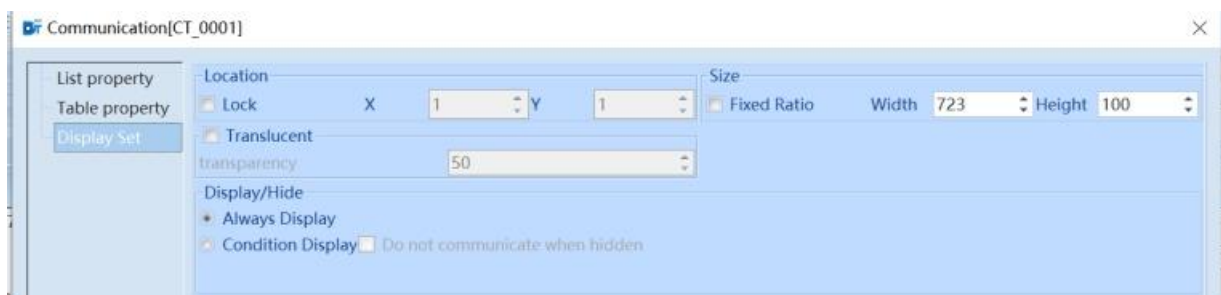 DT Communication[CT_0001]
List property
Table property
Display Set
Location
Lock X 1 Y 1
Size
Fixed Ratio Width 723 Height 100
Translucent
transparency 50
Display/Hide
Always Display
Condition Display Do not communicate when hidden